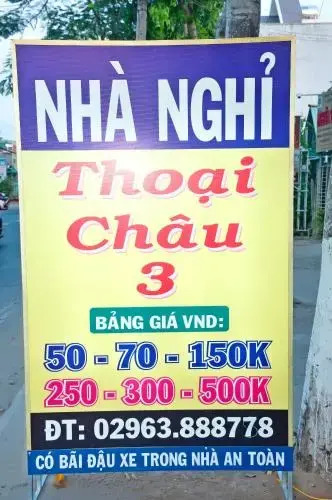 NHÀ NGHỈ
Thoại
Châu
3
BẢNG GIÁ VND:
50 - 70 - 150K
250 - 300 - 500K
ĐT: 02963.888778
CÓ BÃI ĐẬU XE TRONG NHÀ AN TOÀN